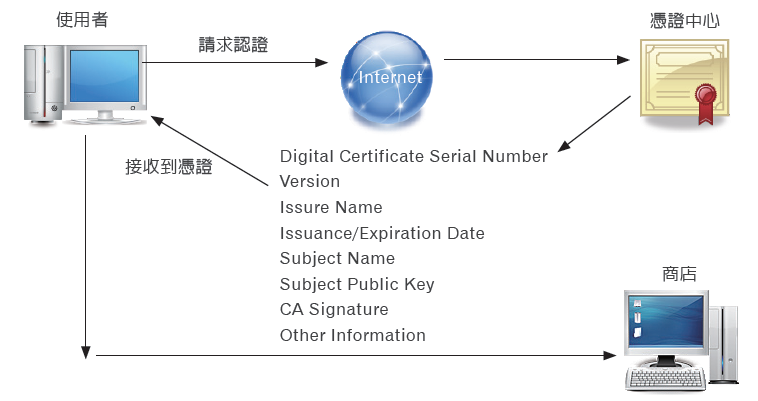 使用者
憑證中心
請求認證
Internet
接收到憑證
Digital Certificate Serial Number
Version
Issure Name
Issuance/Expiration Date
Subject Name
Subject Public Key
CA Signature
Other Information
商店